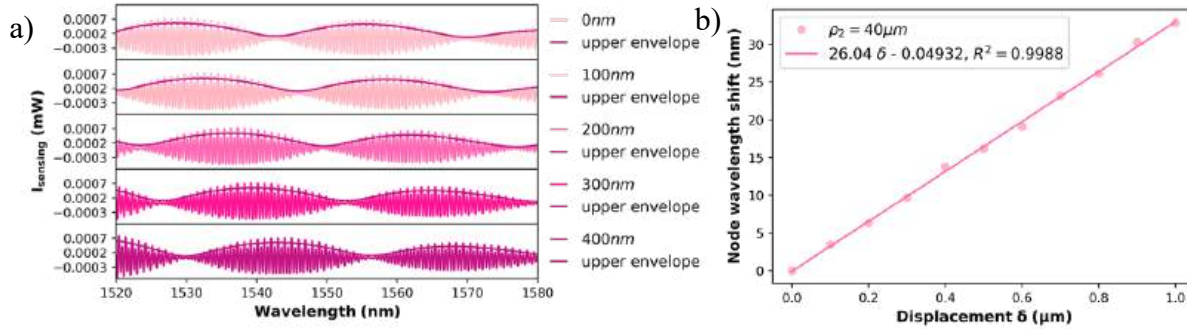 a)
I_sensing (mW)
0.0007
0.0002
−0.0003
0.0007
0.0002
−0.0003
0.0007
0.0002
−0.0003
0.0007
0.0002
−0.0003
0.0007
0.0002
−0.0003
1520 1530 1540 1550 1560 1570 1580
Wavelength (nm)
0nm
upper envelope
100nm
upper envelope
200nm
upper envelope
300nm
upper envelope
400nm
upper envelope
b)
Node wavelength shift (nm)
30
25
20
15
10
5
0
ρ₂ = 40μm
26.04 δ - 0.04932, R² = 0.9988
0.0 0.2 0.4 0.6 0.8 1.0
Displacement δ (μm)